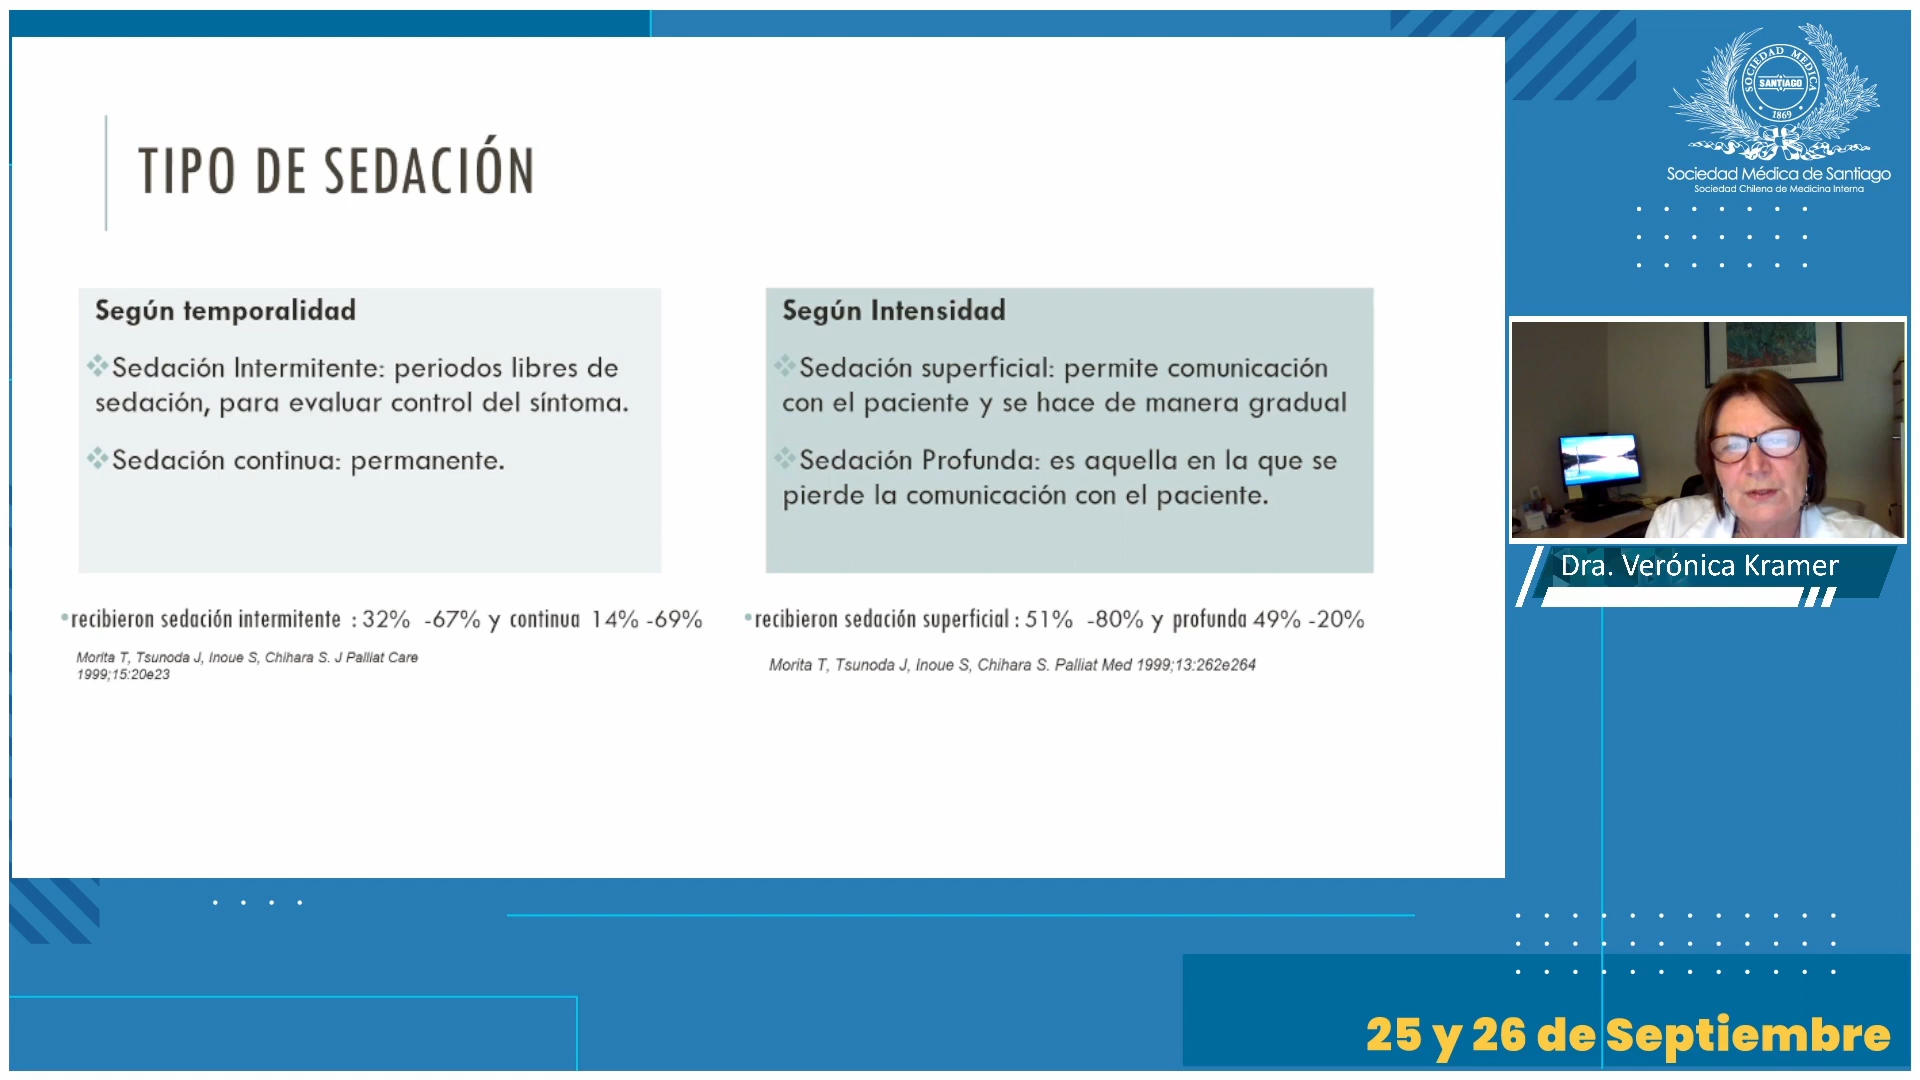 TIPO DE SEDACIÓN
Según temporalidad
Sedación Intermitente: periodos libres de
sedación, para evaluar control del síntoma.
Sedación continua: permanente.
Según Intensidad
Sedación superficial: permite comunicación
con el paciente y se hace de manera gradual
Sedación Profunda: es aquella en la que se
pierde la comunicación con el paciente.
•recibieron sedación intermitente : 32% -67% y continua 14% -69%
Morita T, Tsunoda J, Inoue S, Chihara S. J Palliat Care
1999;15:20e23
•recibieron sedación superficial : 51% -80% y profunda 49% -20%
Morita T, Tsunoda J, Inoue S, Chihara S. Palliat Med 1999;13:262e264
SOCIEDAD MEDICA
SANTIAGO
1869
Sociedad Médica de Santiago
Sociedad Chilena de Medicina Interna
Dra. Verónica Kramer
25 y 26 de Septiembre